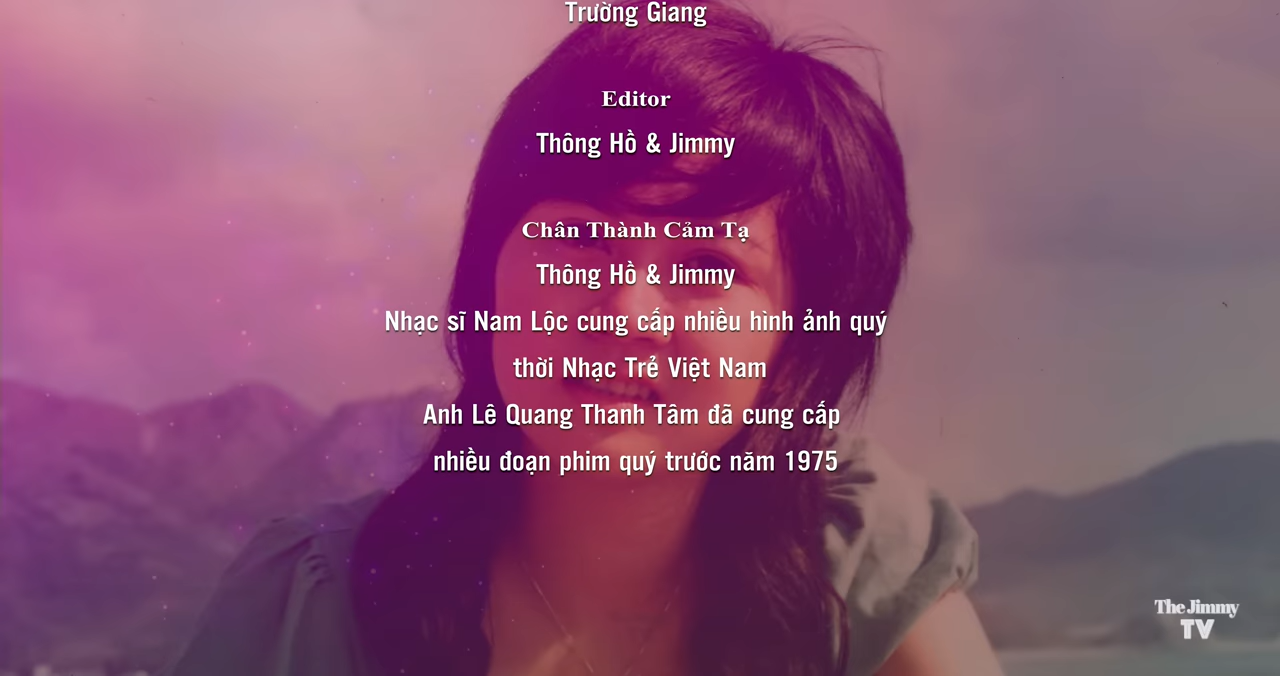 Trường Giang
Editor
Thông Hồ & Jimmy
Chân Thành Cảm Tạ
Thông Hồ & Jimmy
Nhạc sĩ Nam Lộc cung cấp nhiều hình ảnh quý
thời Nhạc Trẻ Việt Nam
Anh Lê Quang Thanh Tâm đã cung cấp
nhiều đoạn phim quý trước năm 1975
The Jimmy
TV